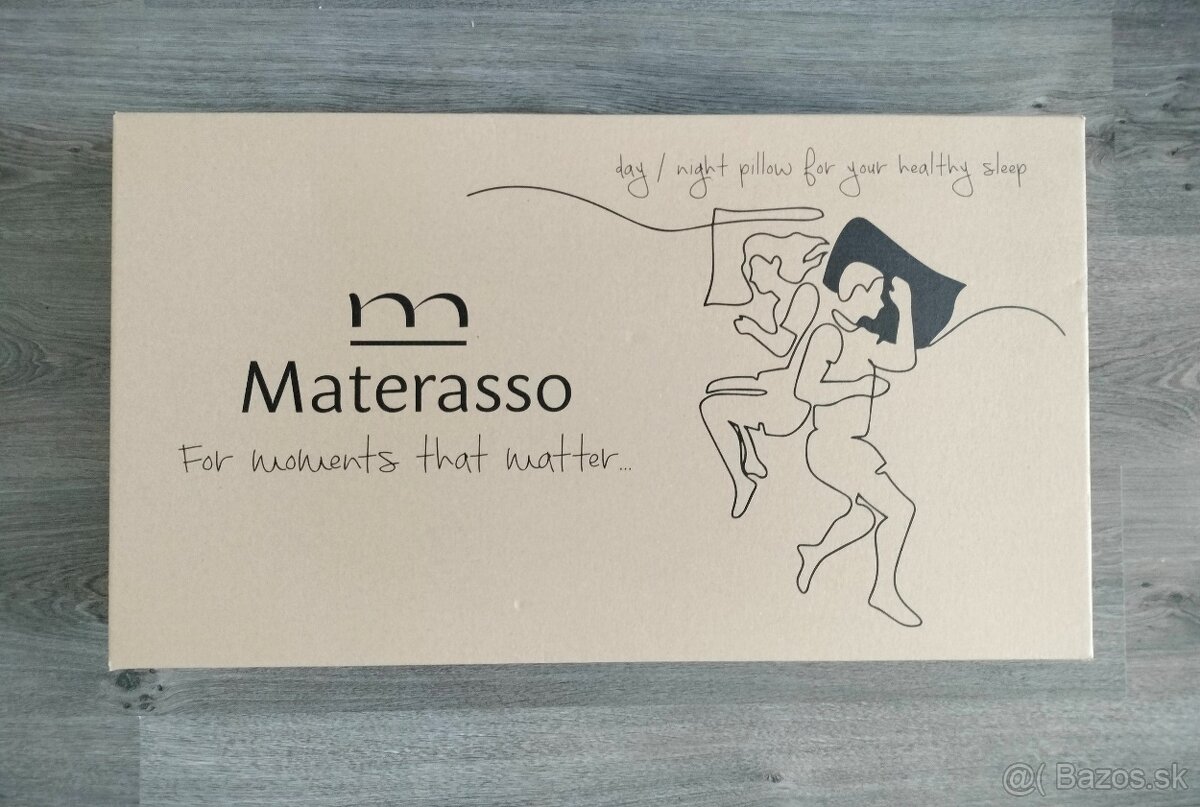 day / night pillow for your healthy sleep
m
Materasso
For moments that matter...
@( Bazos.sk